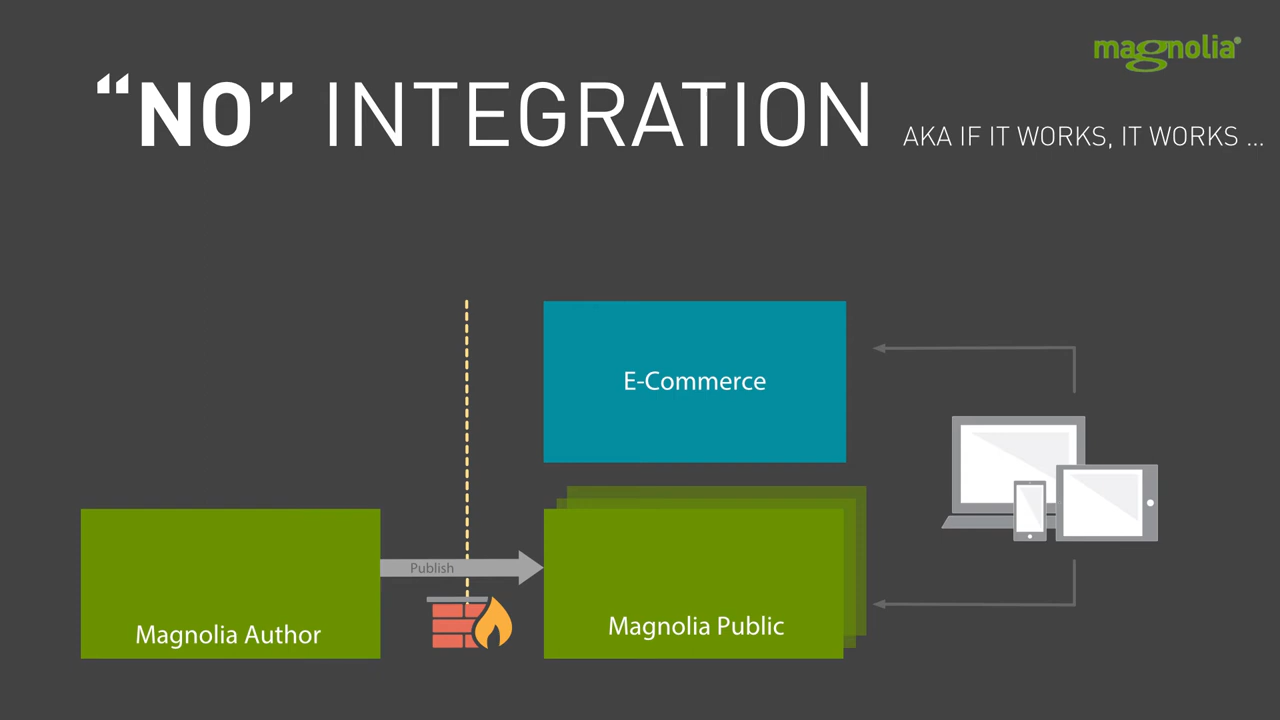 magnolia®
“NO” INTEGRATION AKA IF IT WORKS, IT WORKS ...
E-Commerce
Publish
Magnolia Author
Magnolia Public